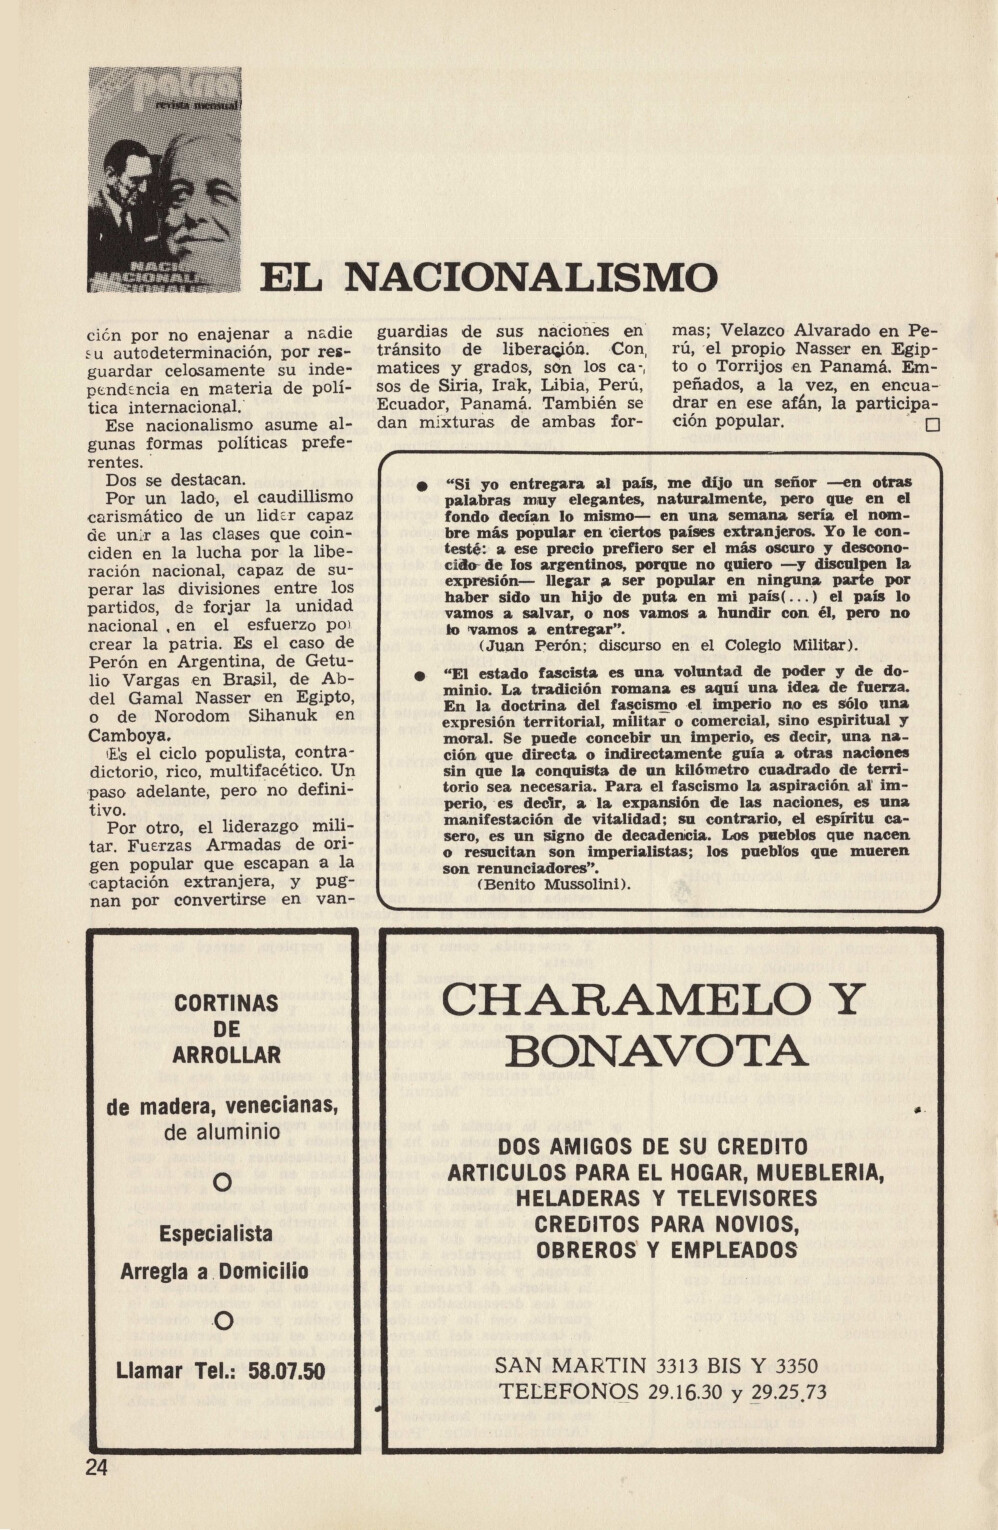 patria
revista mensual
EL NACIONALISMO
ción por no enajenar a nadie
su autodeterminación, por res-
guardar celosamente su inde-
pendencia en materia de polí-
tica internacional.
Ese nacionalismo asume al-
gunas formas políticas prefe-
rentes.
Dos se destacan.
Por un lado, el caudillismo
carismático de un lider capaz
de unir a las clases que coin-
ciden en la lucha por la libe-
ración nacional, capaz de su-
perar las divisiones entre los
partidos, de forjar la unidad
nacional , en el esfuerzo por
crear la patria. Es el caso de
Perón en Argentina, de Getu-
lio Vargas en Brasil, de Ab-
del Gamal Nasser en Egipto,
o de Norodom Sihanuk en
Camboya.
Es el ciclo populista, contra-
dictorio, rico, multifacético. Un
paso adelante, pero no defini-
tivo.
Por otro, el liderazgo mili-
tar. Fuerzas Armadas de ori-
gen popular que escapan a la
captación extranjera, y pug-
nan por convertirse en van-
guardias de sus naciones en
tránsito de liberación. Con,
matices y grados, son los ca-
sos de Siria, Irak, Libia, Perú,
Ecuador, Panamá. También se
dan mixturas de ambas for-
mas; Velazco Alvarado en Pe-
rú, el propio Nasser en Egip-
to o Torrijos en Panamá. Em-
peñados, a la vez, en encua-
drar en ese afán, la participa-
ción popular. □
● "Si yo entregara al país, me dijo un señor —en otras
palabras muy elegantes, naturalmente, pero que en el
fondo decían lo mismo— en una semana sería el nom-
bre más popular en ciertos países extranjeros. Yo le con-
testé: a ese precio prefiero ser el más oscuro y descono-
cido de los argentinos, porque no quiero —y disculpen la
expresión— llegar a ser popular en ninguna parte por
haber sido un hijo de puta en mi país(...) el país lo
vamos a salvar, o nos vamos a hundir con él, pero no
lo vamos a entregar".
(Juan Perón; discurso en el Colegio Militar).
● "El estado fascista es una voluntad de poder y de do-
minio. La tradición romana es aquí una idea de fuerza.
En la doctrina del fascismo el imperio no es sólo una
expresión territorial, militar o comercial, sino espiritual y
moral. Se puede concebir un imperio, es decir, una na-
ción que directa o indirectamente guía a otras naciones
sin que la conquista de un kilómetro cuadrado de terri-
torio sea necesaria. Para el fascismo la aspiración al im-
perio, es decir, a la expansión de las naciones, es una
manifestación de vitalidad; su contrario, el espíritu ca-
sero, es un signo de decadencia. Los pueblos que nacen
o resucitan son imperialistas; los pueblos que mueren
son renunciadores".
(Benito Mussolini).
CORTINAS
DE
ARROLLAR
de madera, venecianas,
de aluminio
Especialista
Arregla a Domicilio
Llamar Tel.: 58.07.50
CHARAMELO Y
BONAVOTA
DOS AMIGOS DE SU CREDITO
ARTICULOS PARA EL HOGAR, MUEBLERIA,
HELADERAS Y TELEVISORES
CREDITOS PARA NOVIOS,
OBREROS Y EMPLEADOS
SAN MARTIN 3313 BIS Y 3350
TELEFONOS 29.16.30 y 29.25.73
24